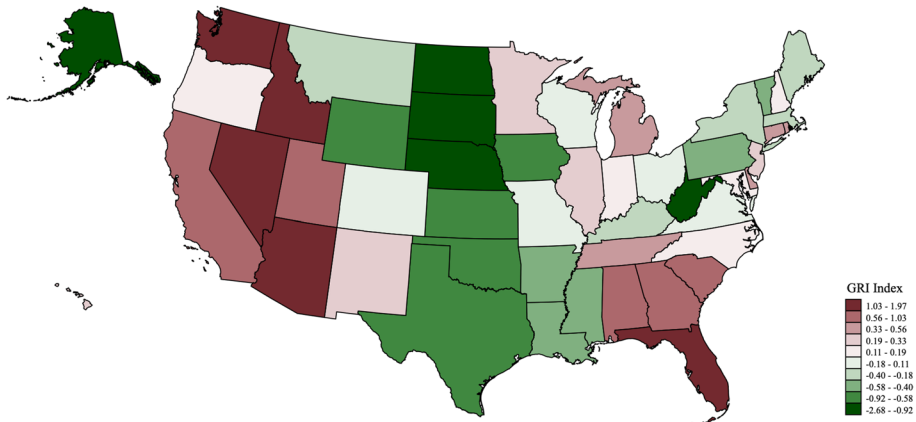 GRI Index
1.03 - 1.97
0.56 - 1.03
0.33 - 0.56
0.19 - 0.33
0.11 - 0.19
-0.18 - 0.11
-0.40 - -0.18
-0.58 - -0.40
-0.92 - -0.58
-2.68 - -0.92